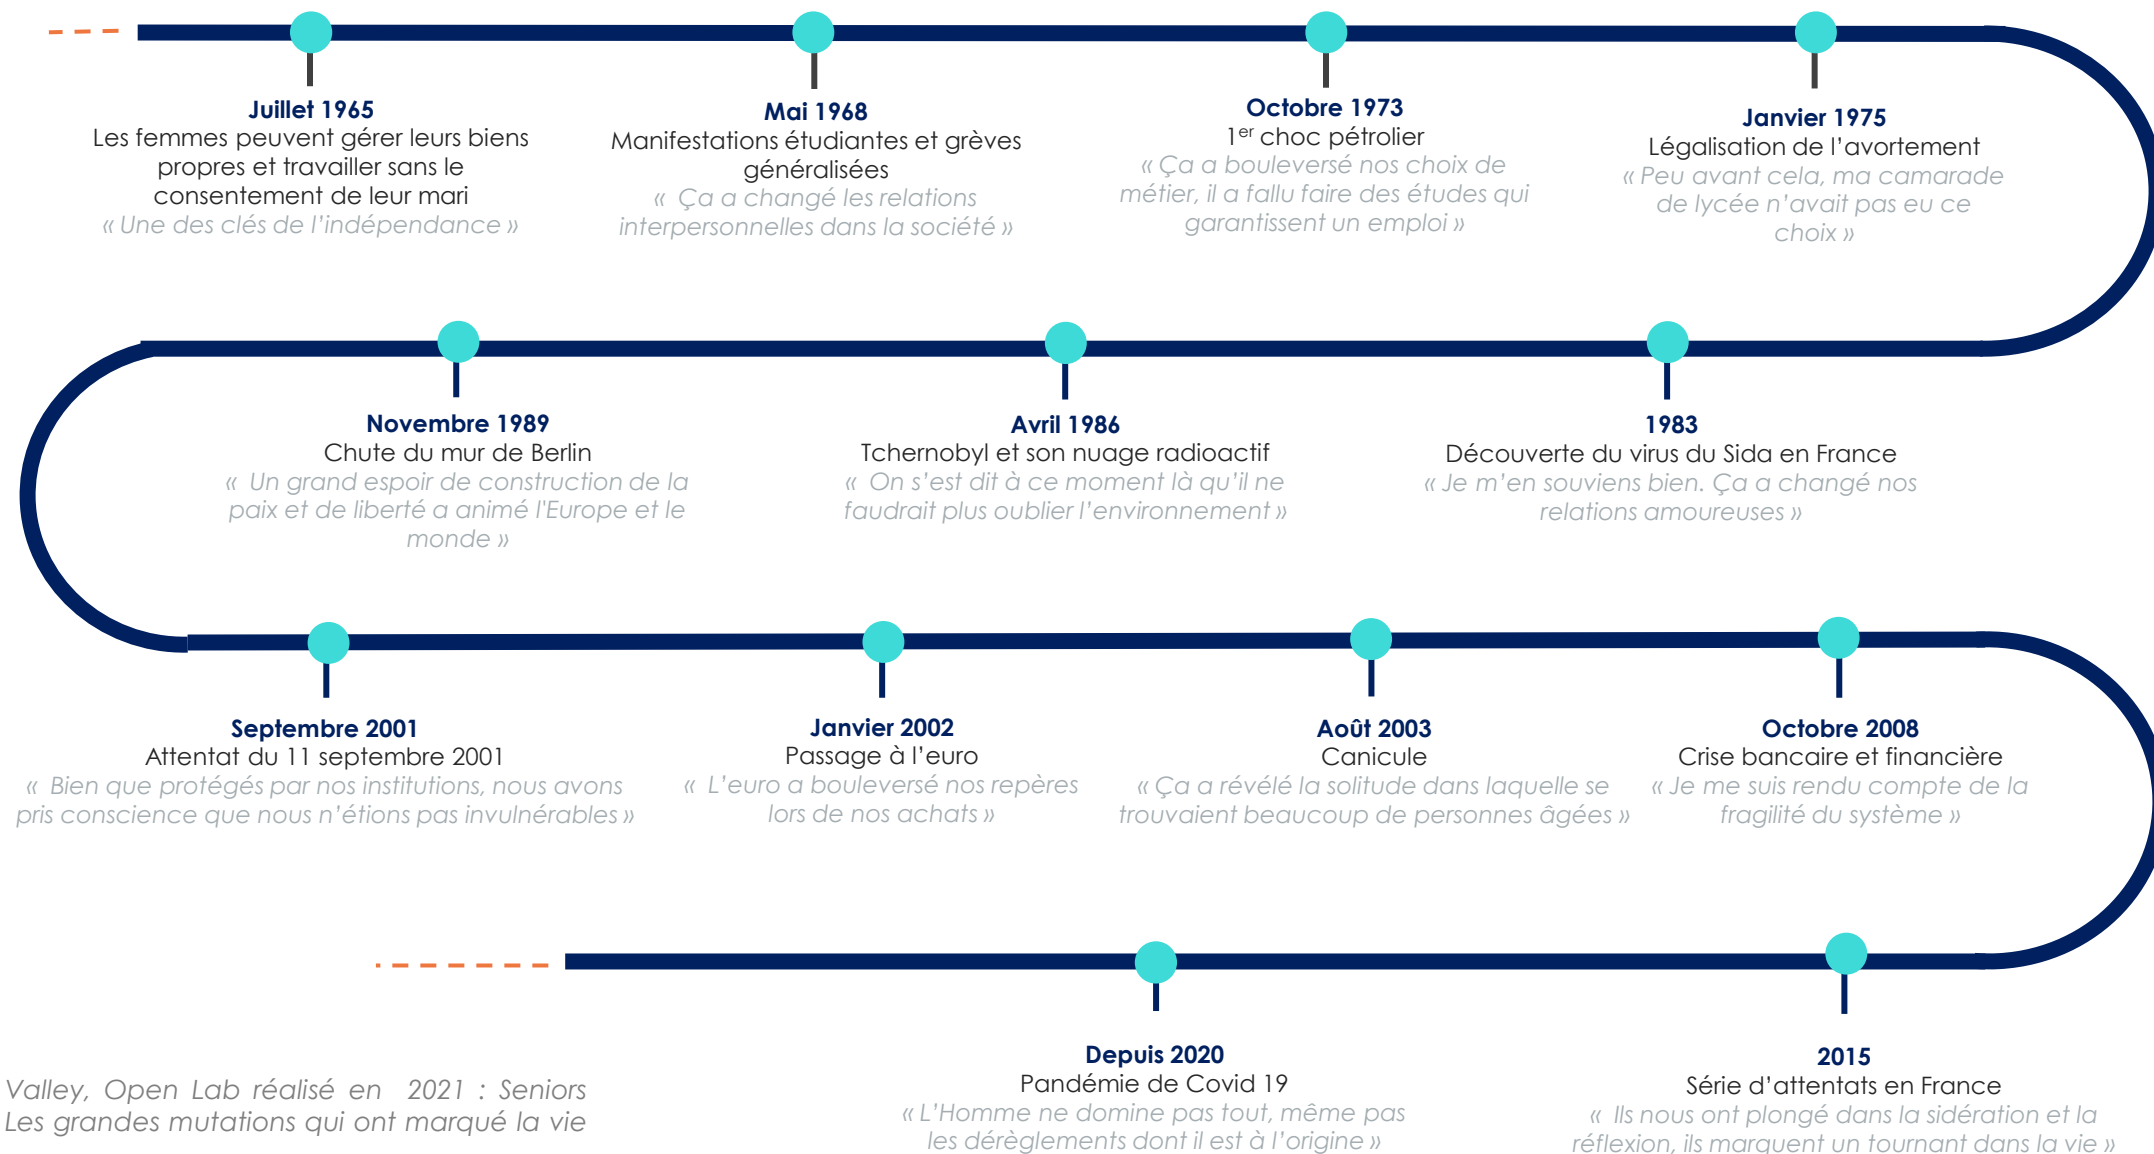 Juillet 1965
Les femmes peuvent gérer leurs biens
propres et travailler sans le
consentement de leur mari
« Une des clés de l'indépendance »
Mai 1968
Manifestations étudiantes et grèves
généralisées
« Ça a changé les relations
interpersonnelles dans la société »
Octobre 1973
1er choc pétrolier
« Ça a bouleversé nos choix de
métier, il a fallu faire des études qui
garantissent un emploi »
Janvier 1975
Légalisation de l'avortement
« Peu avant cela, ma camarade
de lycée n'avait pas eu ce
choix »
Novembre 1989
Chute du mur de Berlin
« Un grand espoir de construction de la
paix et de liberté a animé l'Europe et le
monde »
Avril 1986
Tchernobyl et son nuage radioactif
« On s'est dit à ce moment là qu'il ne
faudrait plus oublier l'environnement »
1983
Découverte du virus du Sida en France
« Je m'en souviens bien. Ça a changé nos
relations amoureuses »
Septembre 2001
Attentat du 11 septembre 2001
« Bien que protégés par nos institutions, nous avons
pris conscience que nous n'étions pas invulnérables »
Janvier 2002
Passage à l'euro
« L'euro a bouleversé nos repères
lors de nos achats »
Août 2003
Canicule
« Ça a révélé la solitude dans laquelle se
trouvaient beaucoup de personnes âgées »
Octobre 2008
Crise bancaire et financière
« Je me suis rendu compte de la
fragilité du système »
Depuis 2020
Pandémie de Covid 19
« L'Homme ne domine pas tout, même pas
les dérèglements dont il est à l'origine »
2015
Série d'attentats en France
« Ils nous ont plongé dans la sidération et la
réflexion, ils marquent un tournant dans la vie »
Valley, Open Lab réalisé en 2021 : Seniors
Les grandes mutations qui ont marqué la vie